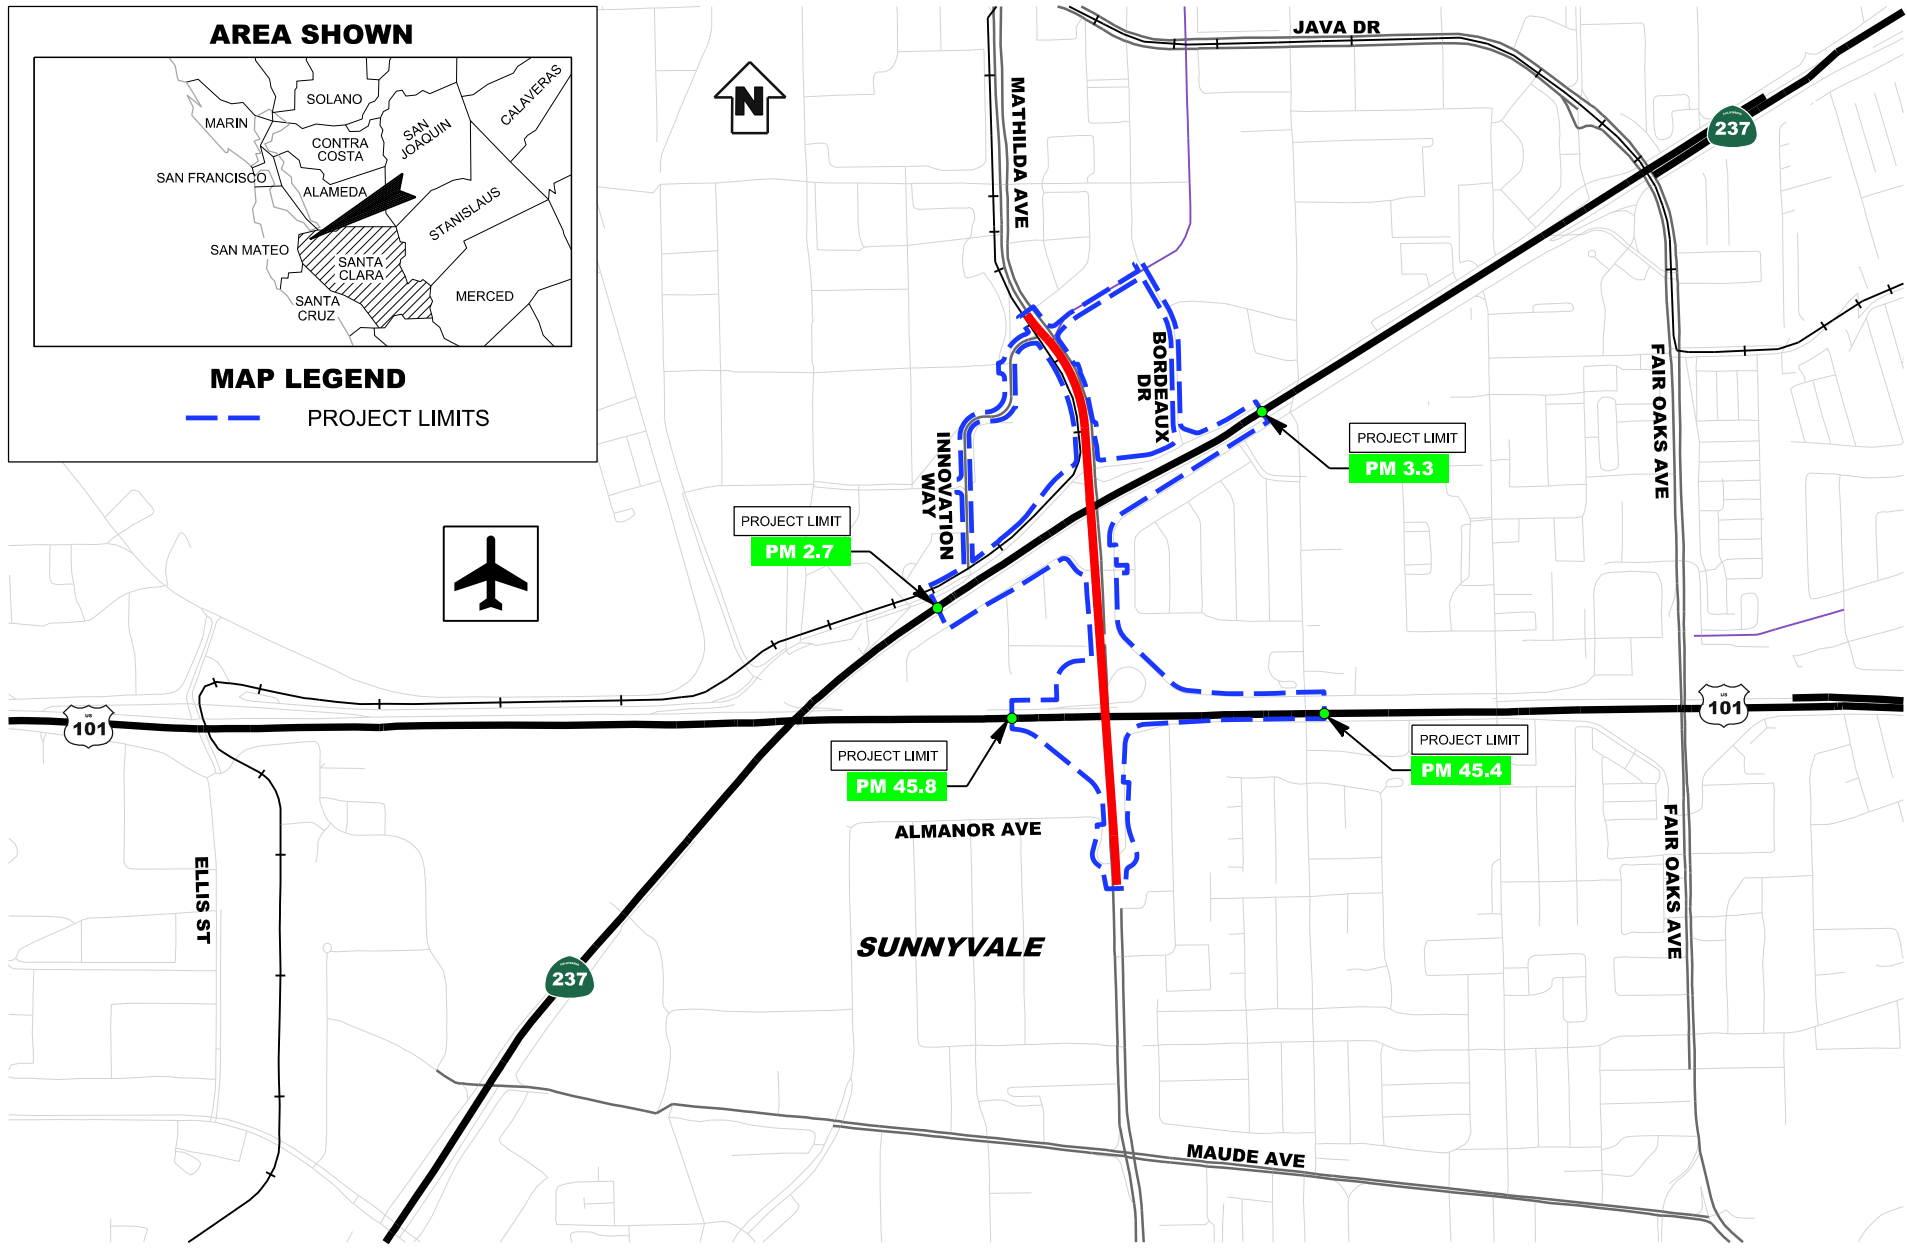 AREA SHOWN
SOLANO
MARIN
CONTRA
COSTA
SAN
JOAQUIN
CALAVERAS
SAN FRANCISCO
ALAMEDA
STANISLAUS
SAN MATEO
SANTA
CLARA
SANTA
CRUZ
MERCED
MAP LEGEND
PROJECT LIMITS
N
MATHILDA AVE
JAVA DR
237
BORDEAUX
DR
FAIR OAKS AVE
INNOVATION
WAY
PROJECT LIMIT
PM 3.3
PROJECT LIMIT
PM 2.7
US
101
US
101
PROJECT LIMIT
PM 45.8
PROJECT LIMIT
PM 45.4
ALMANOR AVE
ELLIS ST
FAIR OAKS AVE
SUNNYVALE
237
MAUDE AVE